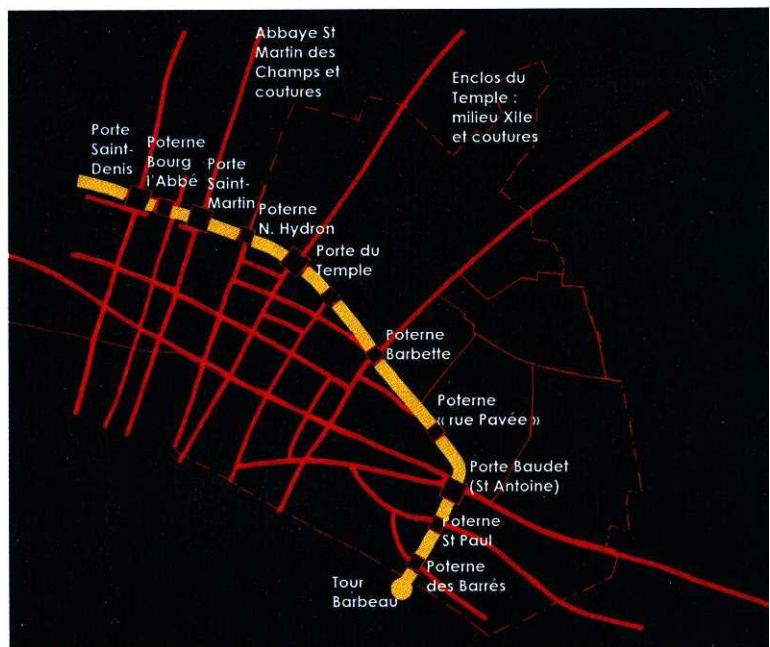 Abbaye St
Martin des
Champs et
coutures
Enclos du
Temple :
milieu XIIe
et coutures
Porte
Saint-
Denis
Poterne
Bourg
l'Abbé
Porte
Saint-
Martin
Poterne
N. Hydron
Porte du
Temple
Poterne
Barbette
Poterne
« rue Pavée »
Porte Baudet
(St Antoine)
Poterne
St Paul
Poterne
des Barrés
Tour
Barbeau